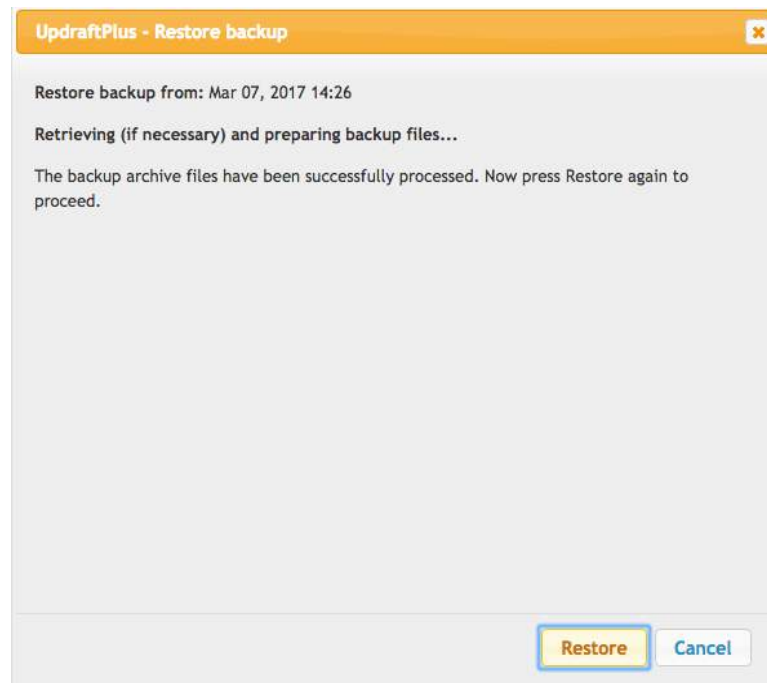 UpdraftPlus - Restore backup
Restore backup from: Mar 07, 2017 14:26
Retrieving (if necessary) and preparing backup files...
The backup archive files have been successfully processed. Now press Restore again to
proceed.
Restore
Cancel